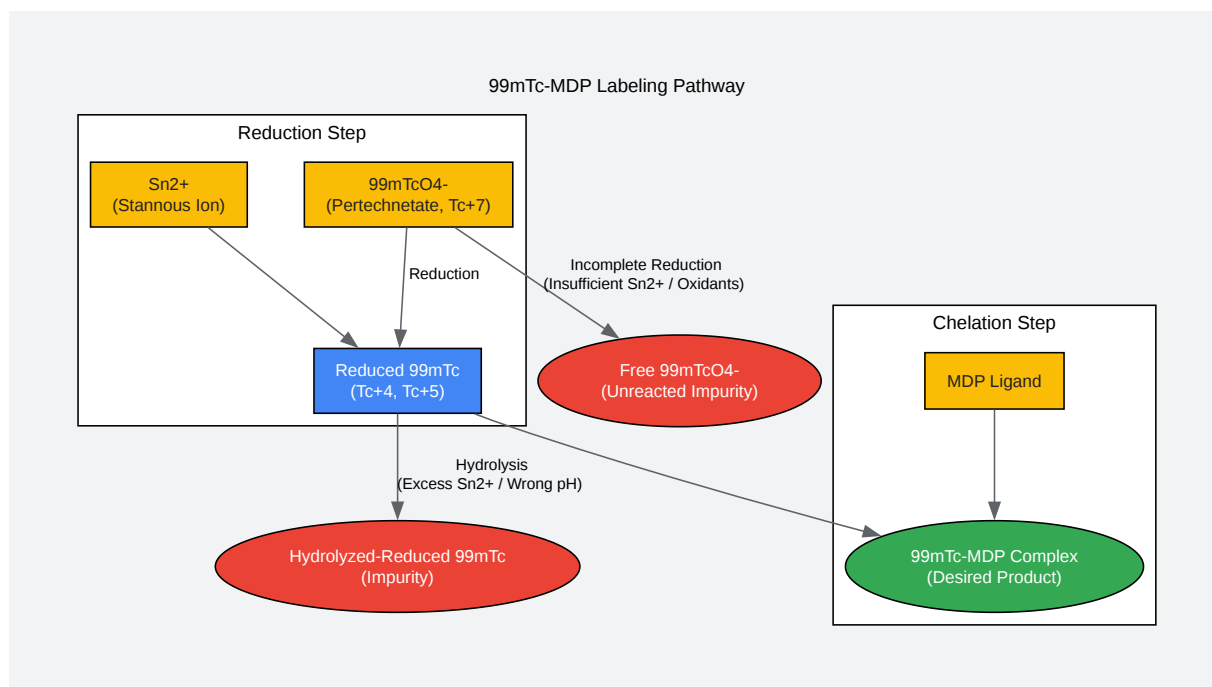 99mTc-MDP Labeling Pathway
Reduction Step
Sn2+
(Stannous Ion)
99mTcO4-
(Pertechnetate, Tc+7)
Reduction
Incomplete Reduction
(Insufficient Sn2+ / Oxidants)
Reduced 99mTc
(Tc+4, Tc+5)
Free 99mTcO4-
(Unreacted Impurity)
Chelation Step
MDP Ligand
Hydrolysis
(Excess Sn2+ / Wrong pH)
Hydrolyzed-Reduced 99mTc
(Impurity)
99mTc-MDP Complex
(Desired Product)